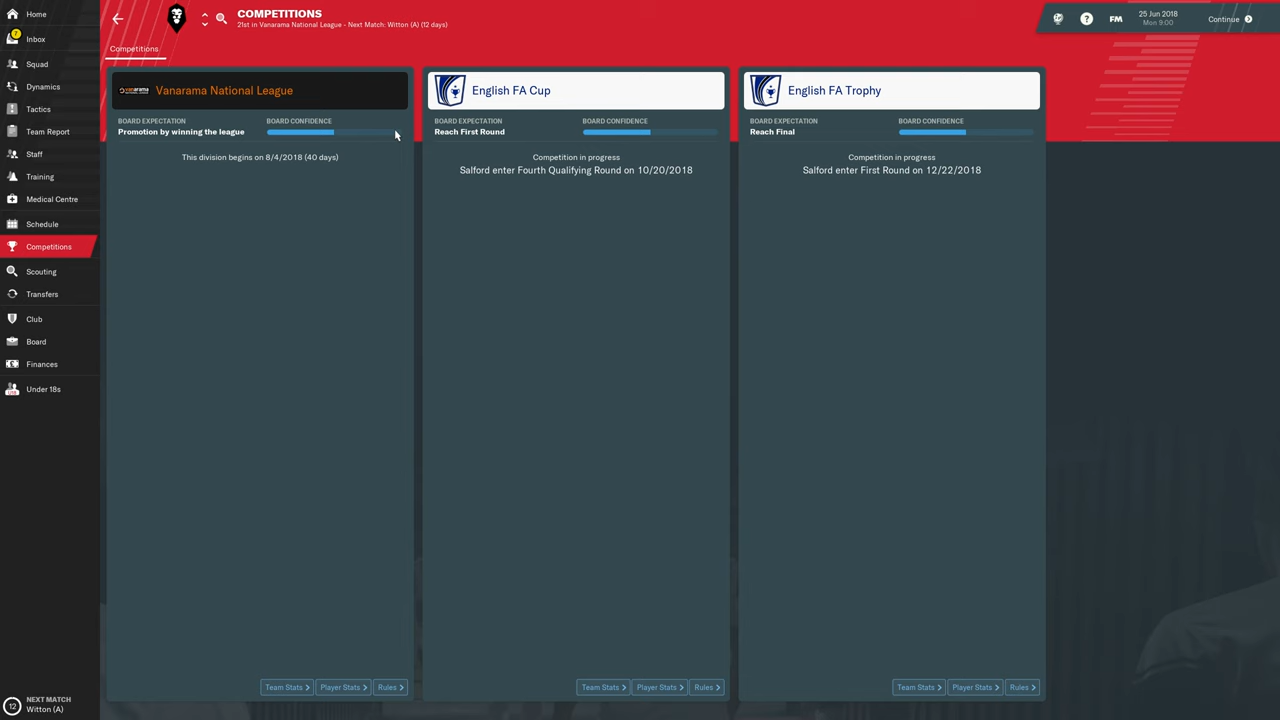 Home
Inbox
7
Squad
Dynamics
Tactics
Team Report
Staff
Training
Medical Centre
Schedule
Competitions
Scouting
Transfers
Club
Board
Finances
Under 18s
12
NEXT MATCH
Witton (A)
COMPETITIONS
21st in Vanarama National League - Next Match: Witton (A) (12 days)
FM
25 Jun 2018
Mon 9:00
Continue
Competitions
Vanarama National League
BOARD EXPECTATION
Promotion by winning the league
BOARD CONFIDENCE
This division begins on 8/4/2018 (40 days)
Team Stats
Player Stats
Rules
English FA Cup
BOARD EXPECTATION
Reach First Round
BOARD CONFIDENCE
Competition in progress
Salford enter Fourth Qualifying Round on 10/20/2018
Team Stats
Player Stats
Rules
English FA Trophy
BOARD EXPECTATION
Reach Final
BOARD CONFIDENCE
Competition in progress
Salford enter First Round on 12/22/2018
Team Stats
Player Stats
Rules